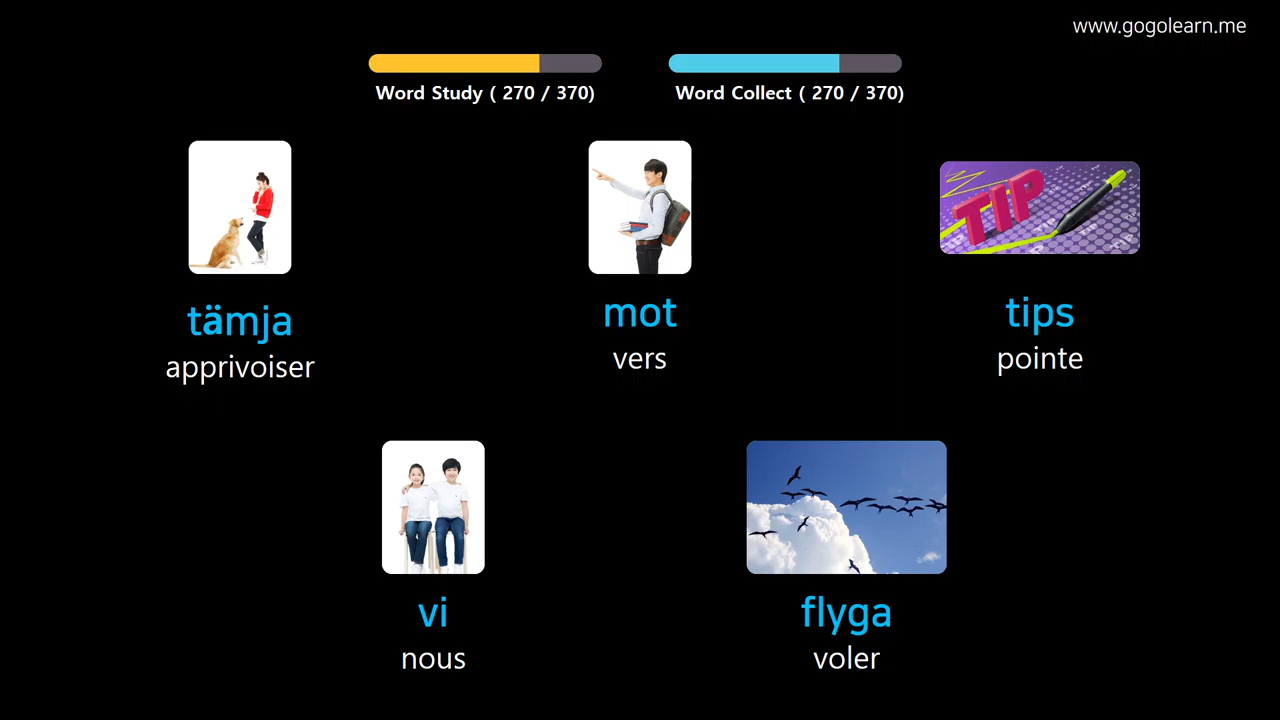 www.gogolearn.me
Word Study ( 270 / 370)
Word Collect ( 270 / 370)
TIP
tämja
apprivoiser
mot
vers
tips
pointe
vi
nous
flyga
voler